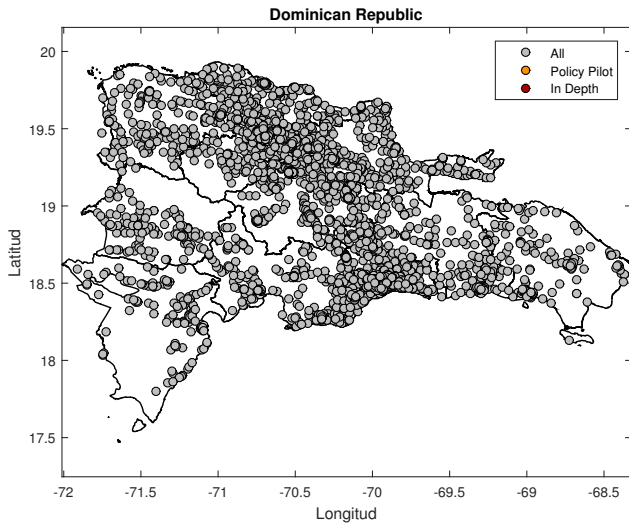 Dominican Republic
20
19.5
19
18.5
18
17.5
Latitud
All
Policy Pilot
In Depth
-72 -71.5 -71 -70.5 -70 -69.5 -69 -68.5
Longitud